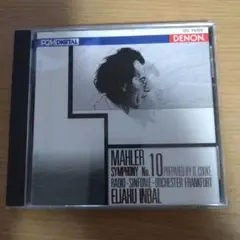 PCM DIGITAL
DENON
MAHLER
SYMPHONY No. 10 PREPARED BY D. COOKE
RADIO-SINFONIE-ORCHESTER FRANKFURT
ELIAHU INBAL